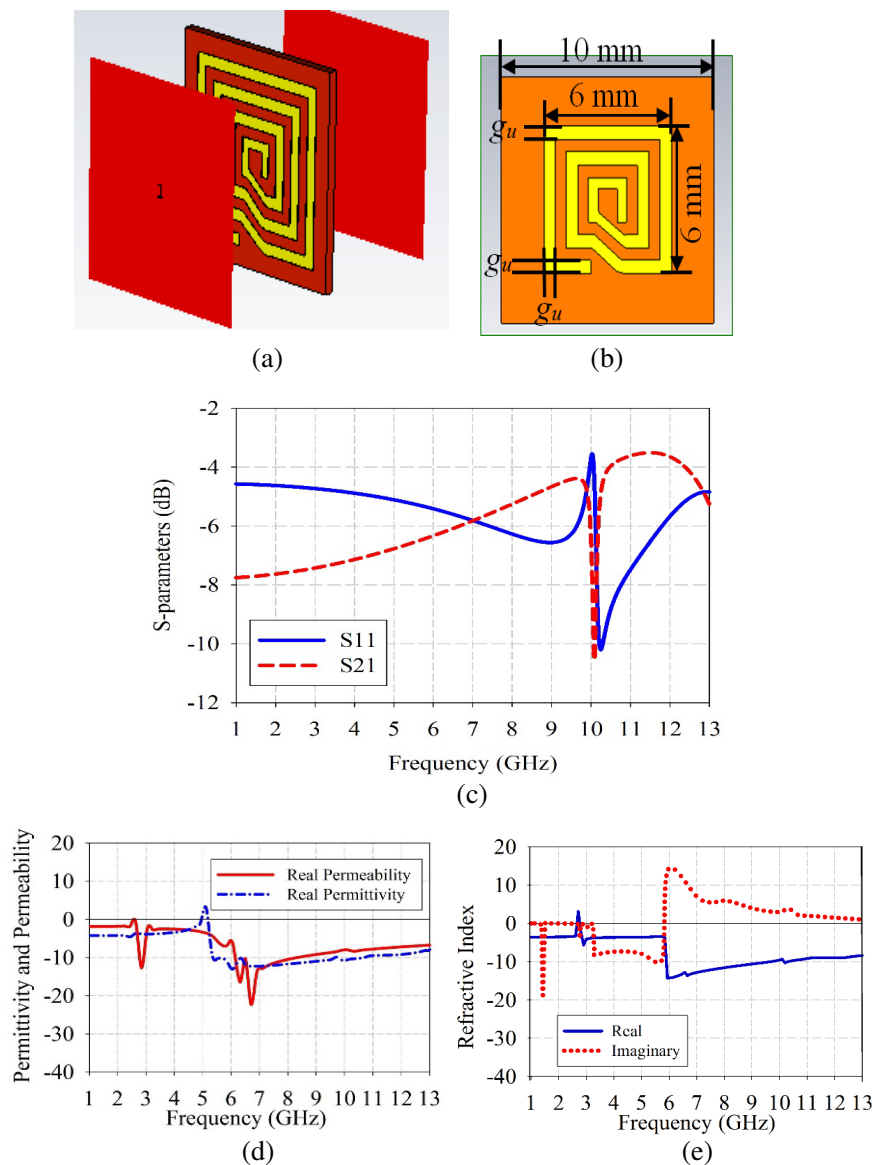 1
10 mm
6 mm
6 mm
gu
gu
gu
(a)
(b)
S-parameters (dB)
-2
-4
-6
-8
-10
-12
S11
S21
1 2 3 4 5 6 7 8 9 10 11 12 13
Frequency (GHz)
(c)
Permittivity and Permeability
20
10
0
-10
-20
-30
-40
Real Permeability
Real Permittivity
1 2 3 4 5 6 7 8 9 10 11 12 13
Frequency (GHz)
(d)
Refractive Index
20
10
0
-10
-20
-30
-40
Real
Imaginary
1 2 3 4 5 6 7 8 9 10 11 12 13
Frequency (GHz)
(e)